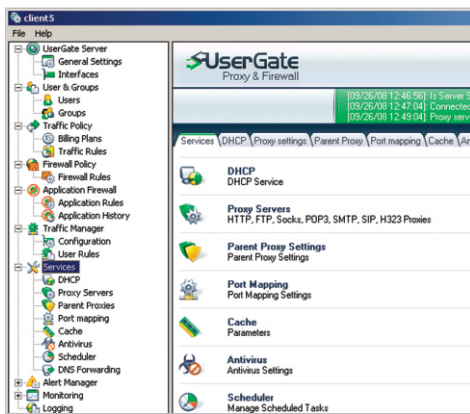 client5
File Help
UserGate Server
General Settings
Interfaces
User & Groups
Users
Groups
Traffic Policy
Billing Plans
Traffic Rules
Firewall Policy
Firewall Rules
Application Firewall
Application Rules
Application History
Traffic Manager
Configuration
User Rules
Services
DHCP
Proxy Servers
Parent Proxies
Port mapping
Cache
Antivirus
Scheduler
DNS Forwarding
Alert Manager
Monitoring
Logging
UserGate
Proxy & Firewall
[09/26/08 12:46:56] Is Server S
[09/26/08 12:47:04] Connected
[09/26/08 12:49:04] Proxy serv
Services DHCP Proxy settings Parent Proxy Port mapping Cache An
DHCP
DHCP Service
Proxy Servers
HTTP, FTP, Socks, POP3, SMTP, SIP, H323 Proxies
Parent Proxy Settings
Parent Proxy Settings
Port Mapping
Port Mapping Settings
Cache
Parameters
Antivirus
Antivirus Settings
Scheduler
Manage Scheduled Tasks